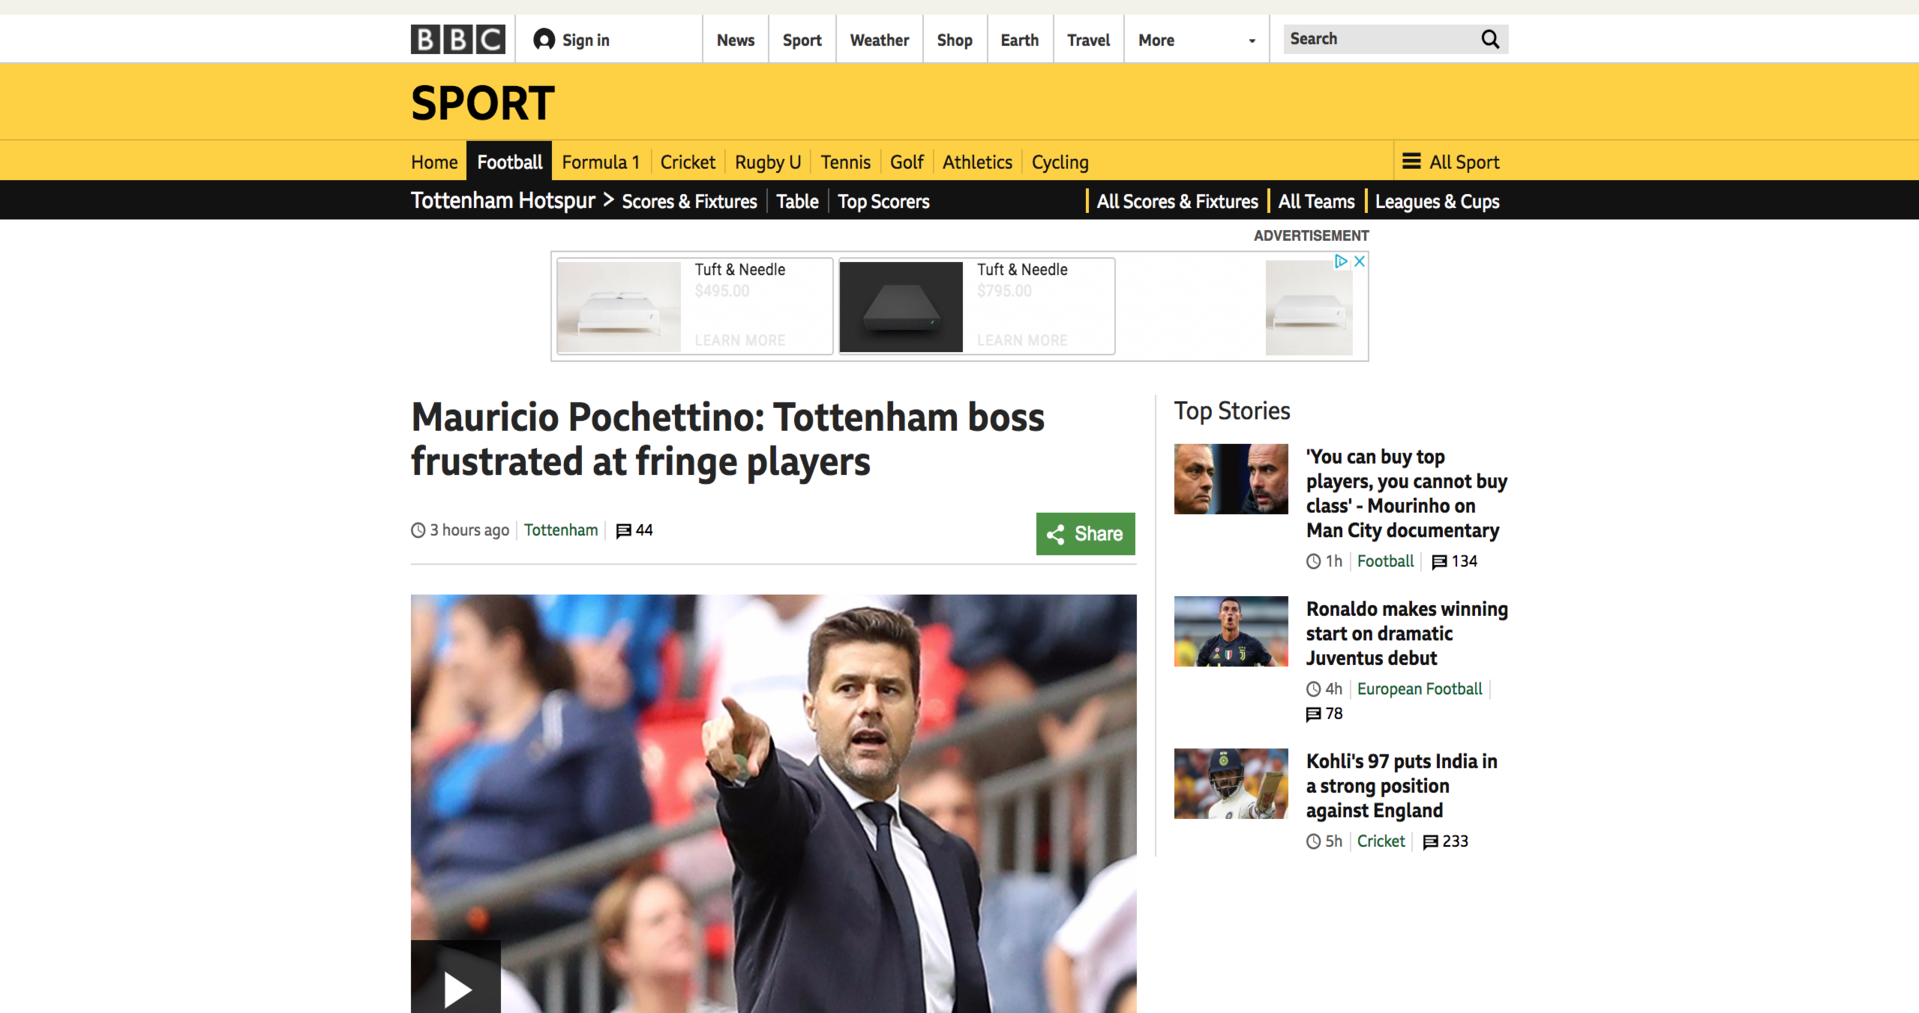 BBC
Sign in
News
Sport
Weather
Shop
Earth
Travel
More
Search
SPORT
Home
Football
Formula 1
Cricket
Rugby U
Tennis
Golf
Athletics
Cycling
All Sport
Tottenham Hotspur
Scores & Fixtures
Table
Top Scorers
All Scores & Fixtures
All Teams
Leagues & Cups
ADVERTISEMENT
Tuft & Needle
$495.00
LEARN MORE
Tuft & Needle
$795.00
LEARN MORE
Mauricio Pochettino: Tottenham boss
frustrated at fringe players
3 hours ago
Tottenham
44
Share
Top Stories
'You can buy top
players, you cannot buy
class' - Mourinho on
Man City documentary
1h
Football
134
Ronaldo makes winning
start on dramatic
Juventus debut
4h
European Football
78
Kohli's 97 puts India in
a strong position
against England
5h
Cricket
233